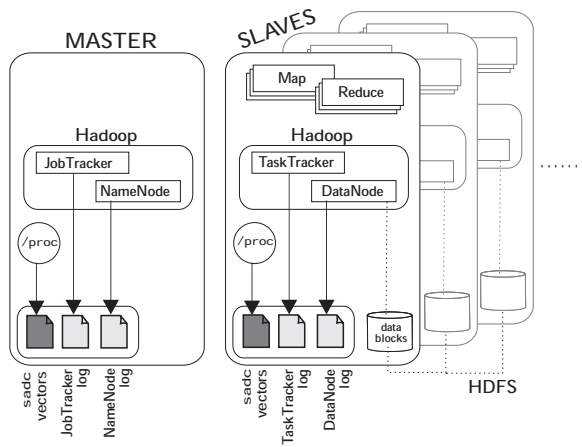 MASTER
SLAVES
Map
Reduce
Hadoop
JobTracker
NameNode
/proc
sadc
vectors
JobTracker
log
NameNode
log
Hadoop
TaskTracker
DataNode
/proc
sadc
vectors
TaskTracker
log
DataNode
log
data
blocks
HDFS